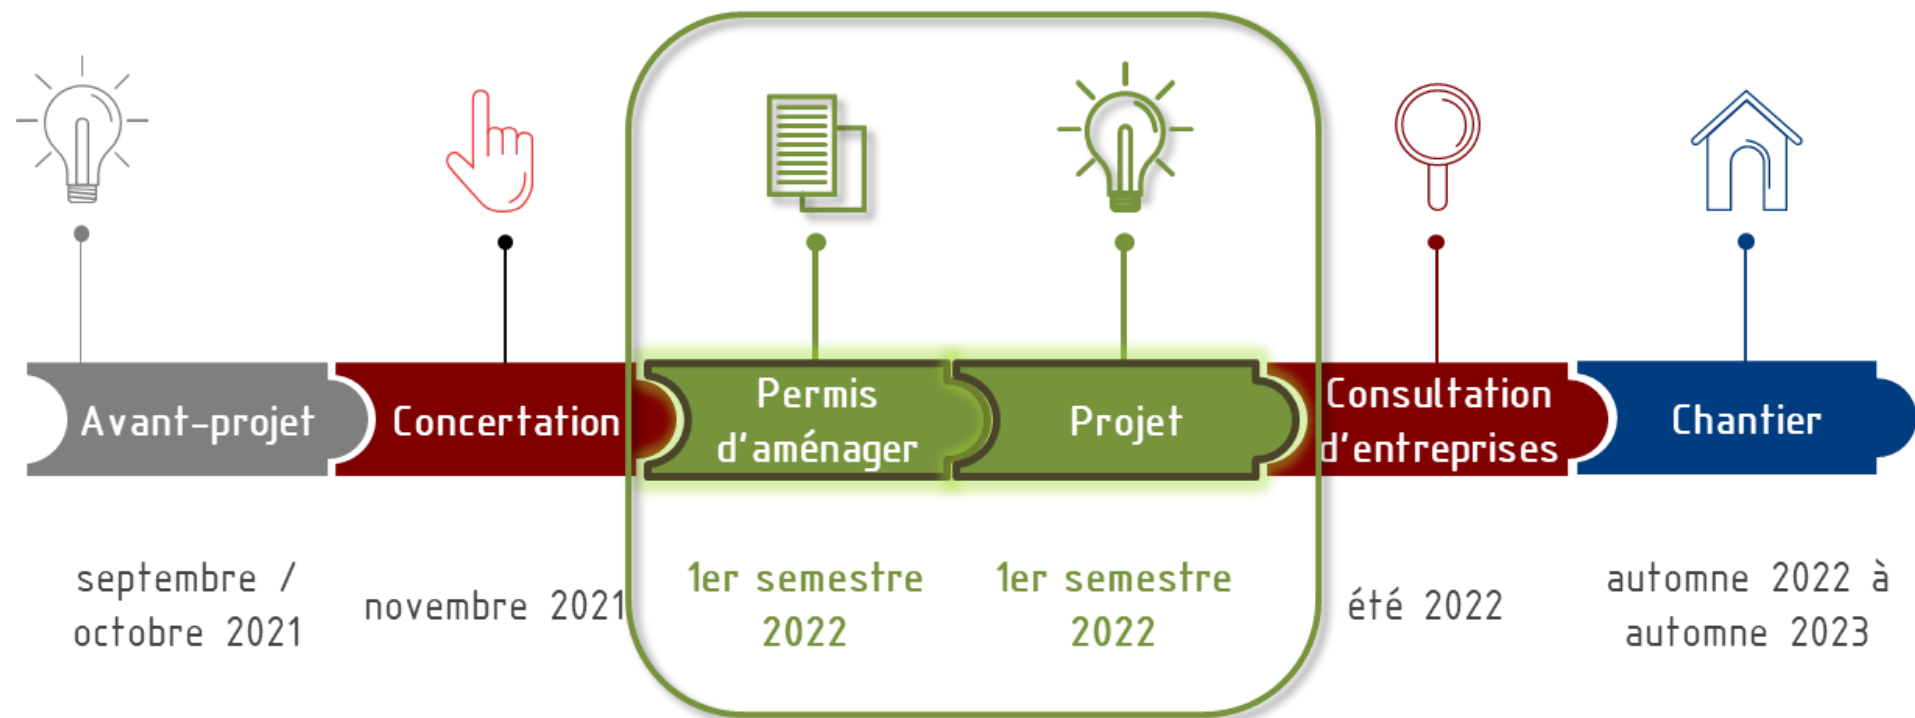 Avant-projet
Concertation
Permis
d'aménager
Projet
Consultation
d'entreprises
Chantier
septembre /
octobre 2021
novembre 2021
1er semestre
2022
1er semestre
2022
été 2022
automne 2022 à
automne 2023